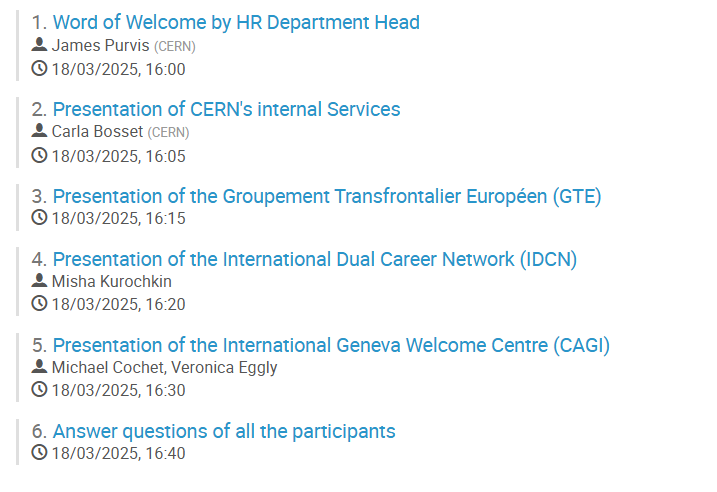 1. Word of Welcome by HR Department Head
James Purvis (CERN)
18/03/2025, 16:00
2. Presentation of CERN's internal Services
Carla Bosset (CERN)
18/03/2025, 16:05
3. Presentation of the Groupement Transfrontalier Européen (GTE)
18/03/2025, 16:15
4. Presentation of the International Dual Career Network (IDCN)
Misha Kurochkin
18/03/2025, 16:20
5. Presentation of the International Geneva Welcome Centre (CAGI)
Michael Cochet, Veronica Eggly
18/03/2025, 16:30
6. Answer questions of all the participants
18/03/2025, 16:40